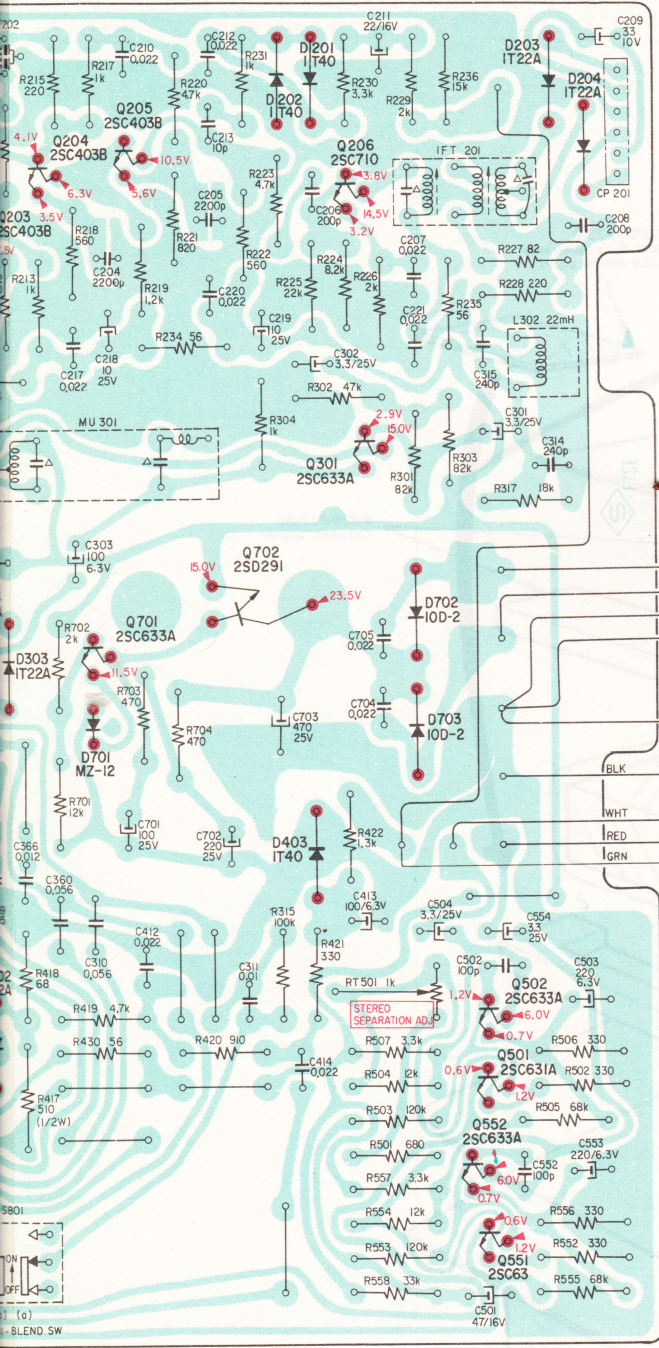 C211
22/16V
C209
33
10V
C210
0,022
C212
0,022
R231
1k
D201
1T40
D203
1T22A
D204
1T22A
R215
220
R217
1k
R220
4.7k
D202
1T40
R230
3.3k
R229
2k
R236
15k
Q205
2SC403B
C213
10p
4.1V
Q204
2SC403B
10.5V
6.3V
5.6V
3.5V
Q206
2SC710
3.8V
14.5V
3.2V
IFT 201
CP 201
R223
4.7k
C205
2200p
C206
200p
C208
200p
Q203
2SC403B
R218
560
C204
2200p
R221
820
R222
560
R224
8.2k
R225
22k
R226
2k
C207
0,022
R227 82
R228 220
R213
1k
R219
1.2k
C220
0,022
C221
0,022
R235
56
L302 22mH
C217
0,022
C218
10
25V
R234 56
C219
10
25V
C302
3.3/25V
C315
240p
R302 47k
C301
3.3/25V
MU 301
R304
1k
2.9V
15.0V
Q301
2SC633A
R301
82k
R303
82k
C314
240p
R317 18k
C303
100
6.3V
Q702
2SD291
15.0V
23.5V
D702
10D-2
Q701
2SC633A
R702
2k
11.5V
C705
0,022
D303
1T22A
R703
470
R704
470
C703
470
25V
C704
0,022
D703
10D-2
D701
MZ-12
BLK
R701
12k
WHT
RED
GRN
C701
100
25V
C702
220
25V
D403
1T40
R422
1.3k
C366
0.012
C360
0,056
C310
0,056
C412
0,022
C311
0.01
R315
100k
R421
330
C413
100/6.3V
C504
3.3/25V
C554
3.3
25V
C502
100p
C503
220
6.3V
R418
68
RT501 1k
STEREO
SEPARATION ADJ
1.2V
Q502
2SC633A
6.0V
0.7V
R419 4.7k
R430 56
R420 910
C414
0,022
R507 3.3k
R506 330
R504 12k
0.6V
Q501
2SC631A
1.2V
R502 330
R417
510
(1/2W)
R503 120k
R505 68k
R501 680
Q552
2SC633A
6.0V
0.7V
C552
100p
C553
220/6.3V
R557 3.3k
R554 12k
0.6V
1.2V
R556 330
R553 120k
R552 330
Q551
2SC63
R558 33k
R555 68k
C501
47/16V
S801
ON
OFF
(a)
- BLEND SW